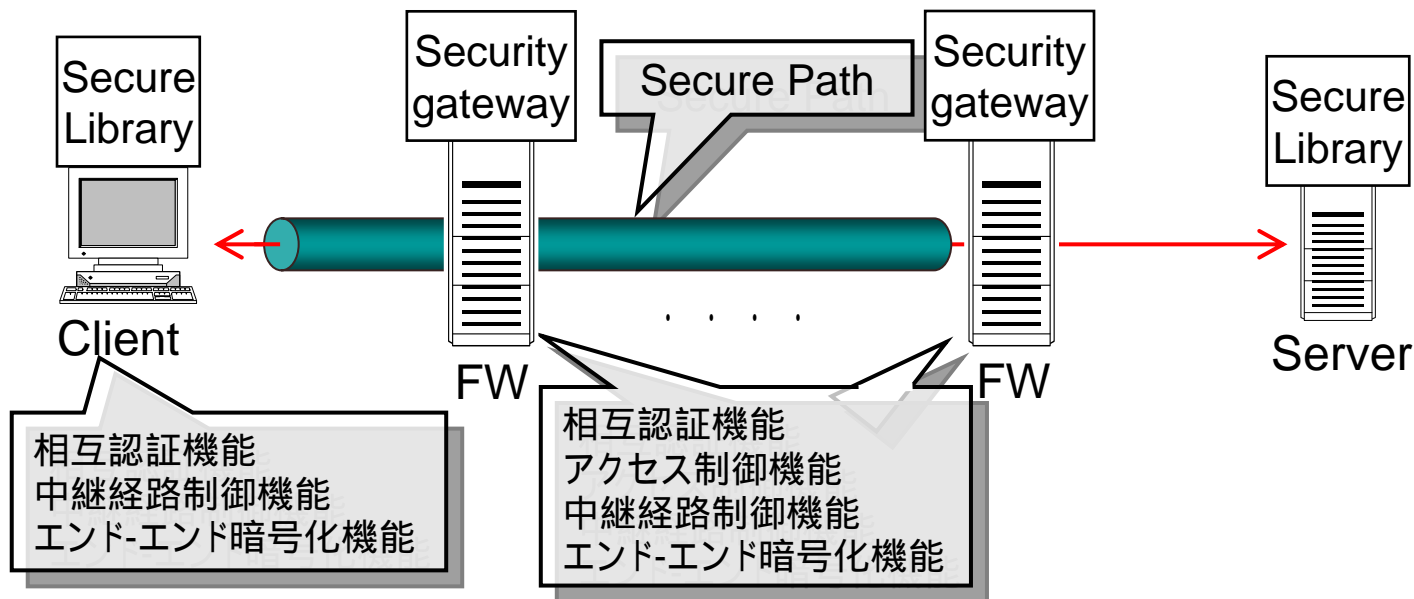 Secure
Library
Security
gateway
Secure Path
Security
gateway
Secure
Library
Client
FW
. . . .
FW
Server
相互認証機能
中継経路制御機能
エンド-エンド暗号化機能
相互認証機能
アクセス制御機能
中継経路制御機能
エンド-エンド暗号化機能